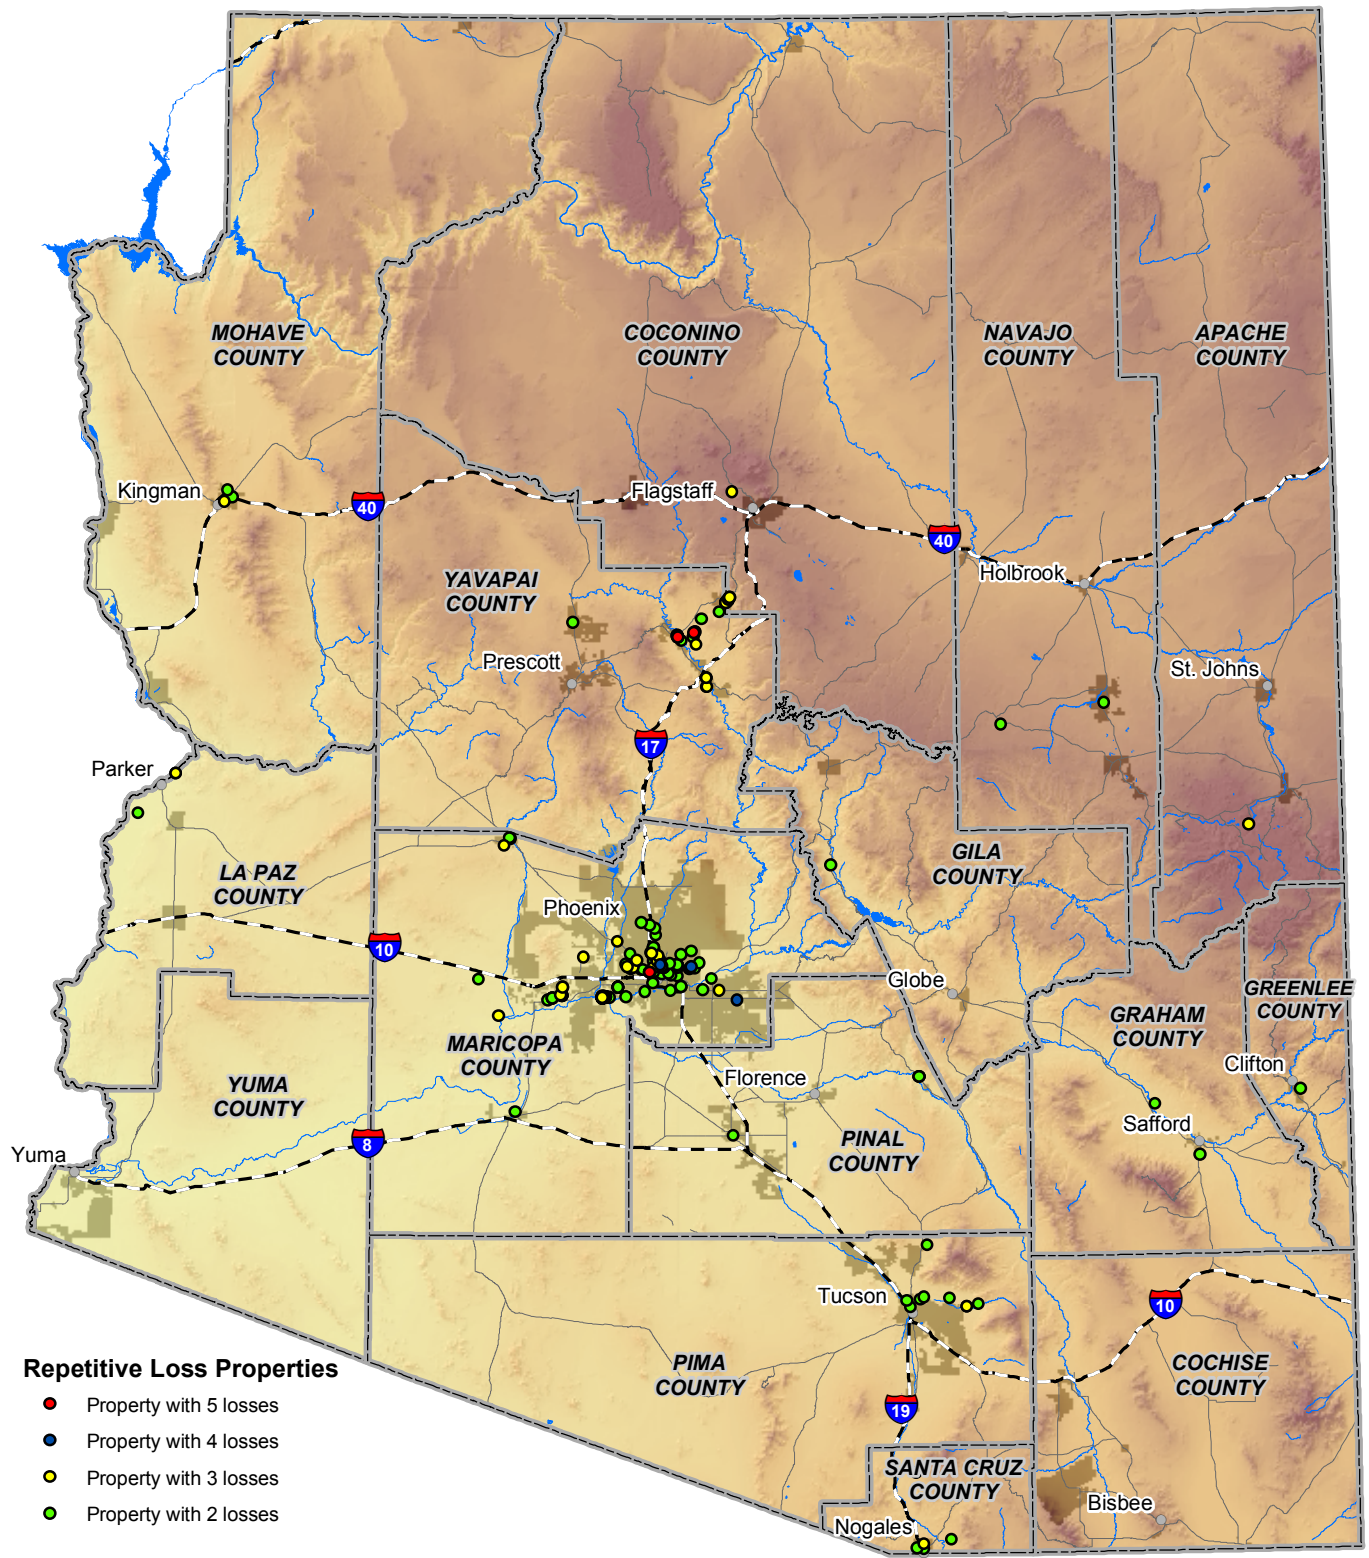 MOHAVE
COUNTY
COCONINO
COUNTY
NAVAJO
COUNTY
APACHE
COUNTY
Kingman
40
Flagstaff
40
Holbrook
YAVAPAI
COUNTY
Prescott
St. Johns
17
Parker
LA PAZ
COUNTY
GILA
COUNTY
Phoenix
10
Globe
GREENLEE
COUNTY
GRAHAM
COUNTY
MARICOPA
COUNTY
Clifton
YUMA
COUNTY
Florence
Safford
8
PINAL
COUNTY
Yuma
Tucson
10
PIMA
COUNTY
COCHISE
COUNTY
19
SANTA CRUZ
COUNTY
Bisbee
Nogales
Repetitive Loss Properties
Property with 5 losses
Property with 4 losses
Property with 3 losses
Property with 2 losses